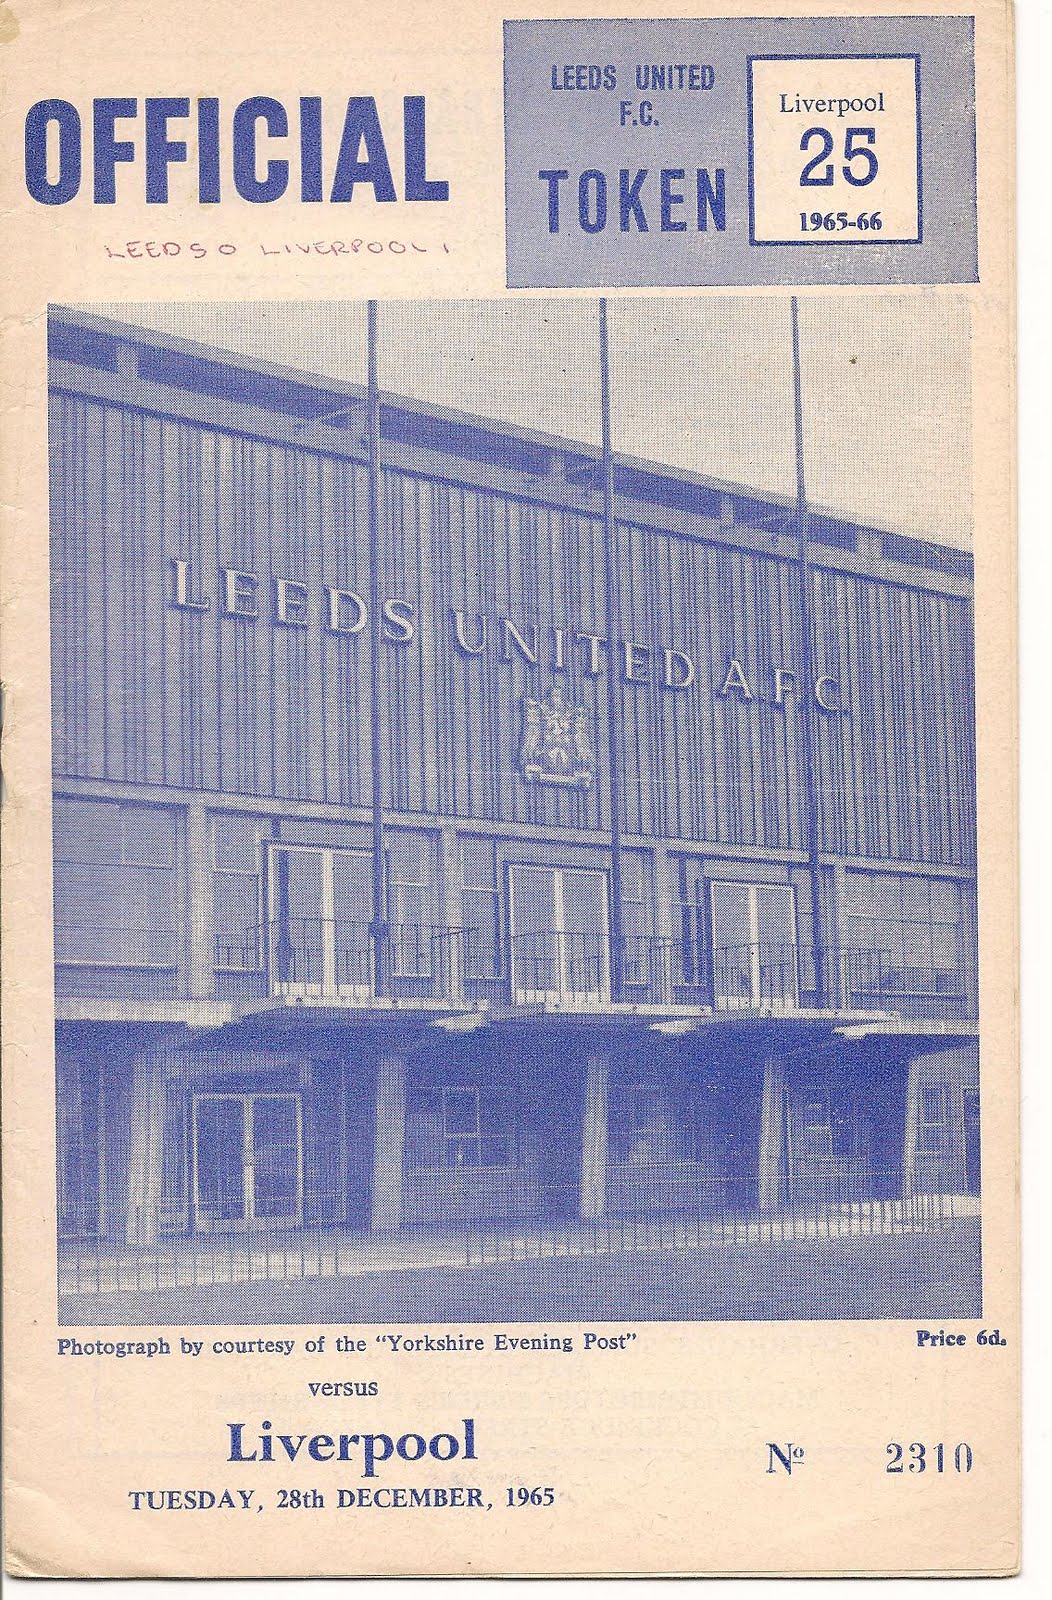 OFFICIAL
LEEDS UNITED
F.C.
TOKEN
Liverpool
25
1965-66
LEEDS 0 LIVERPOOL 1
LEEDS UNITED A.F.C.
Photograph by courtesy of the "Yorkshire Evening Post"
Price 6d.
versus
Liverpool
TUESDAY, 28th DECEMBER, 1965
Nº 2310